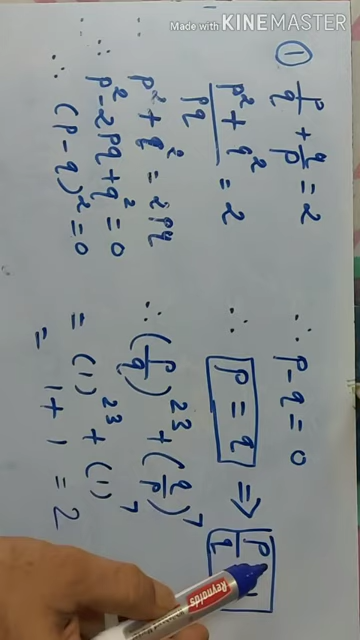 Made with KINEMASTER
① p/q + q/p = 2
(p² + q²)/pq = 2
p² + q² = 2pq
∴ p² - 2pq + q² = 0
∴ (p - q)² = 0
∴ p - q = 0
∴ p = q ⇒ p/q
∴ (p/q)²³ + (q/p)⁷
= (1)²³ + (1)⁷
= 1 + 1 = 2
Reynolds